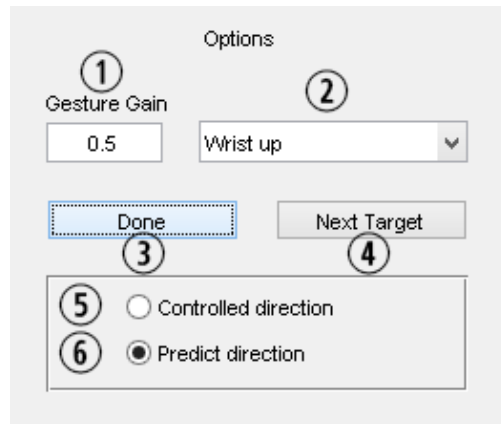 Options
① ②
Gesture Gain
0.5 Wrist up
Done Next Target
③ ④
⑤ Controlled direction
⑥ Predict direction